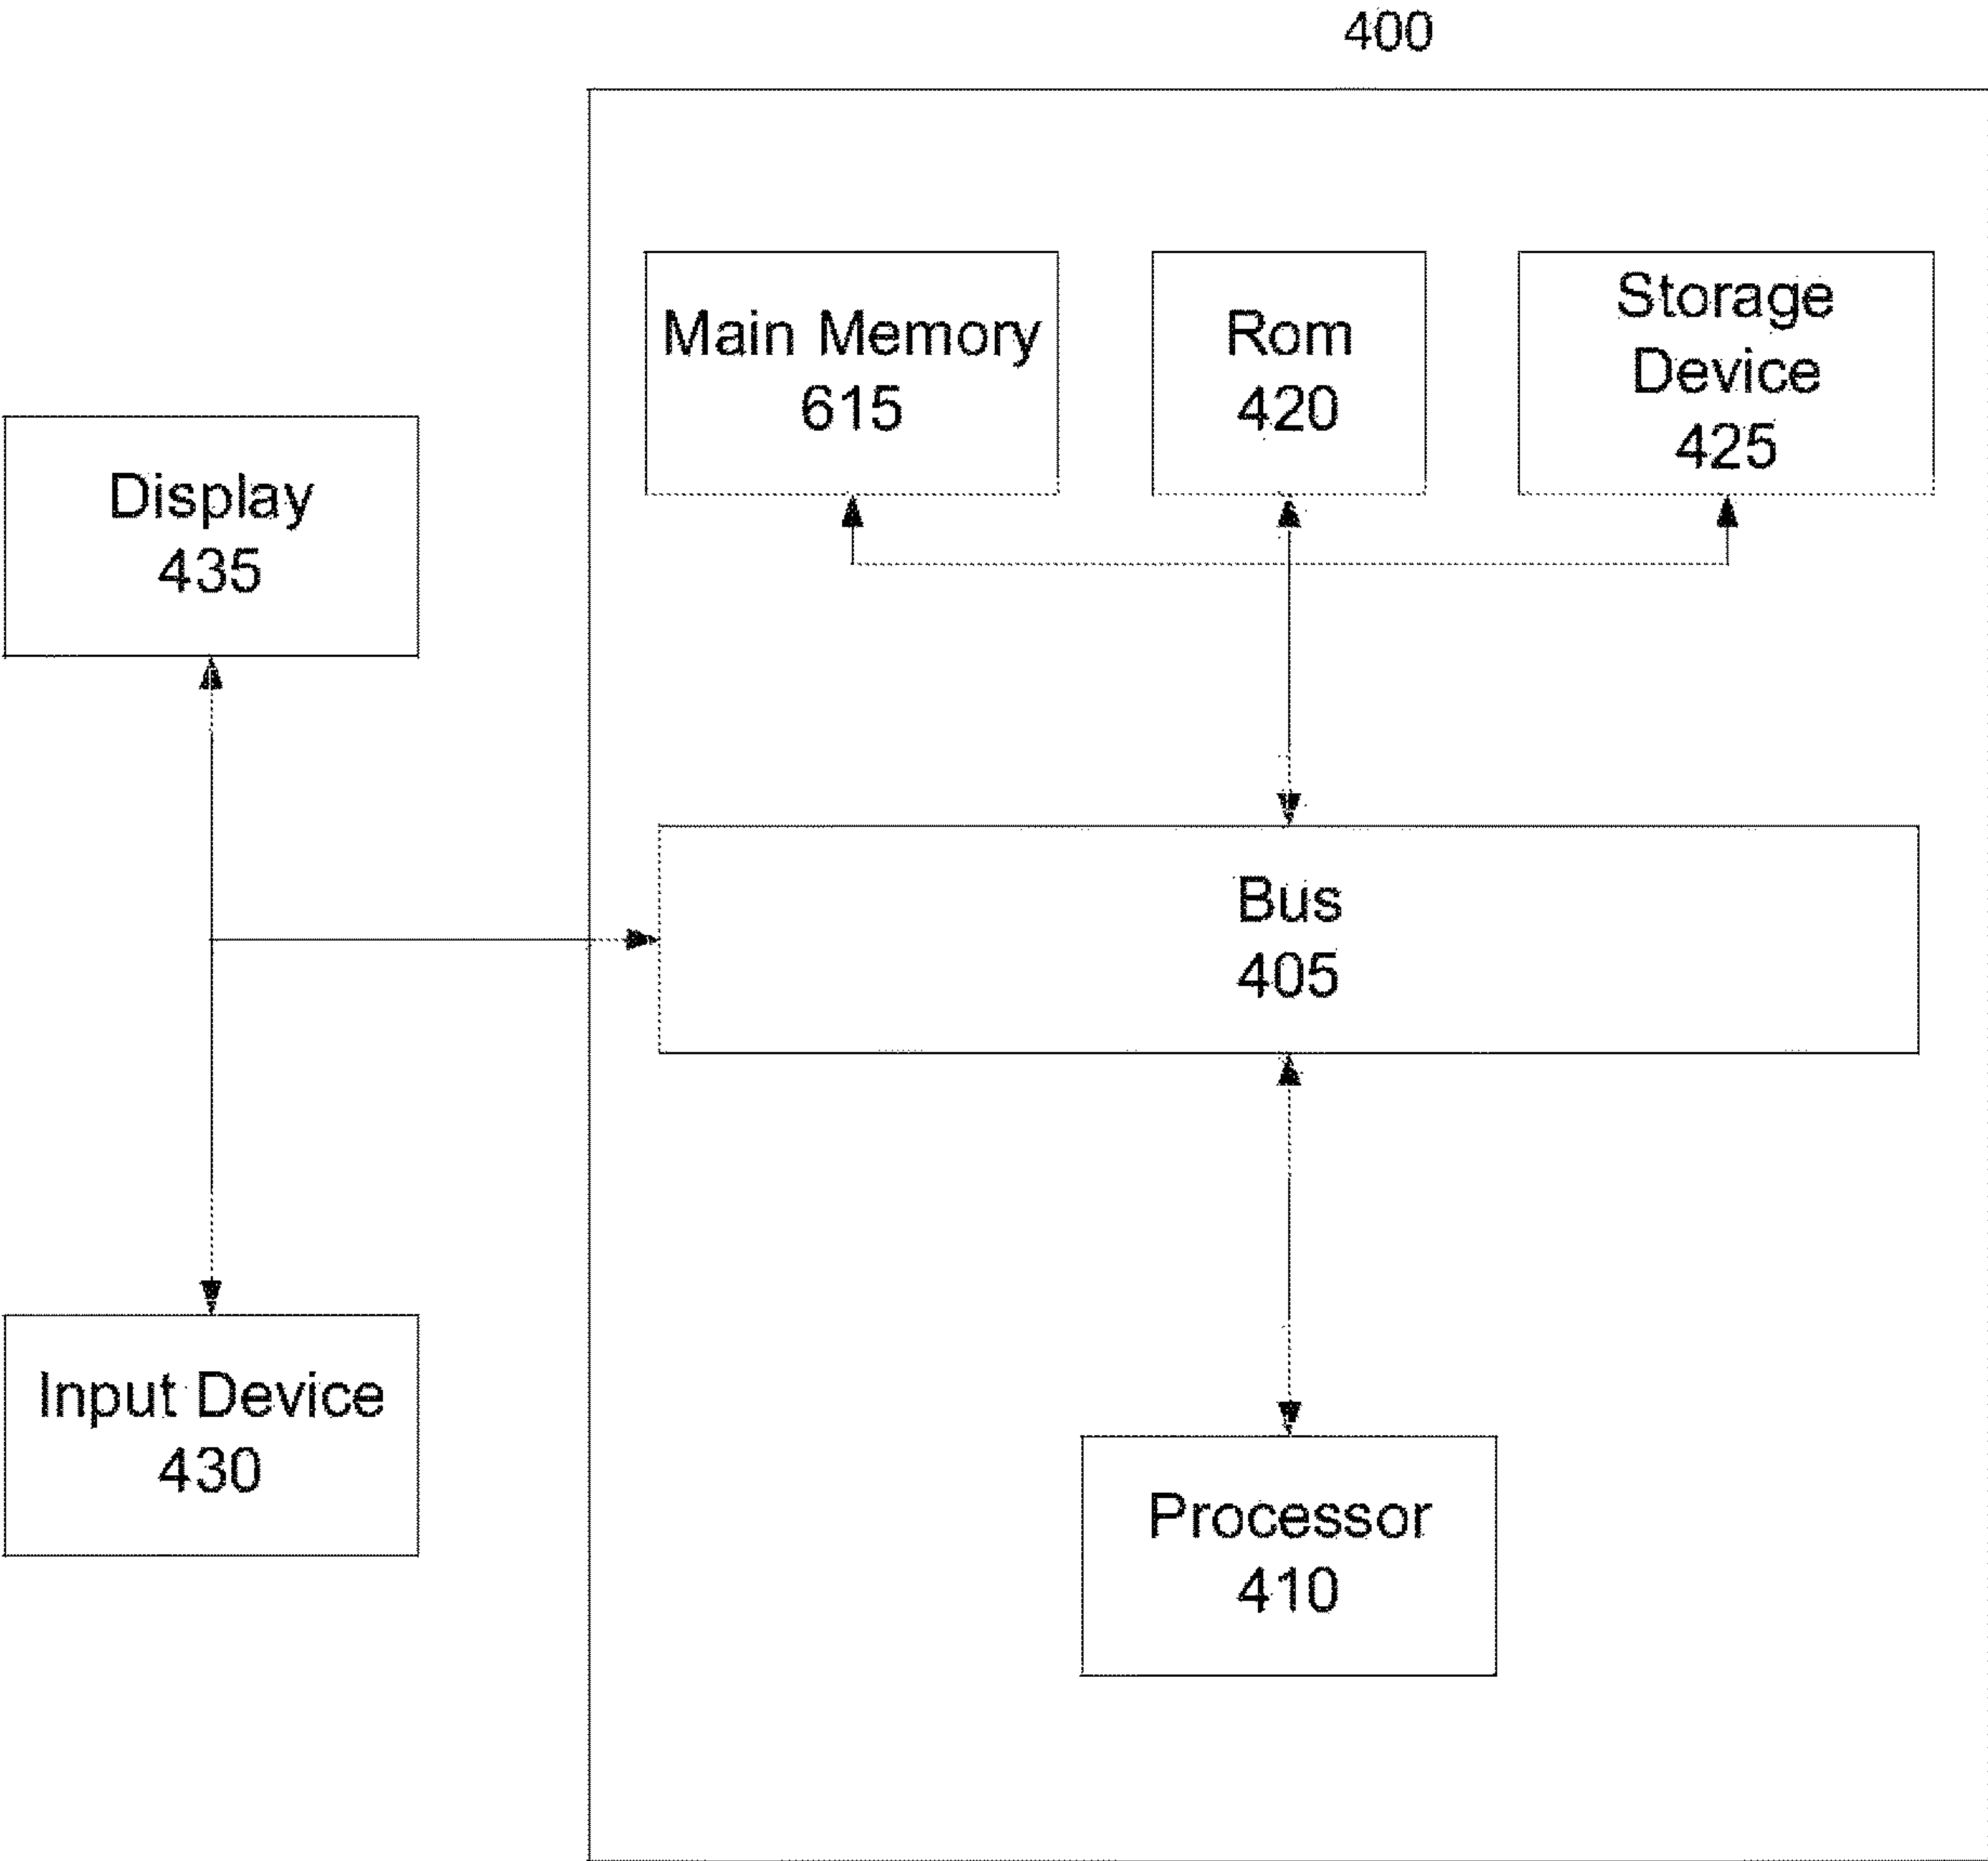 400
Main Memory
615
Rom
420
Storage
Device
425
Display
435
Bus
405
Input Device
430
Processor
410